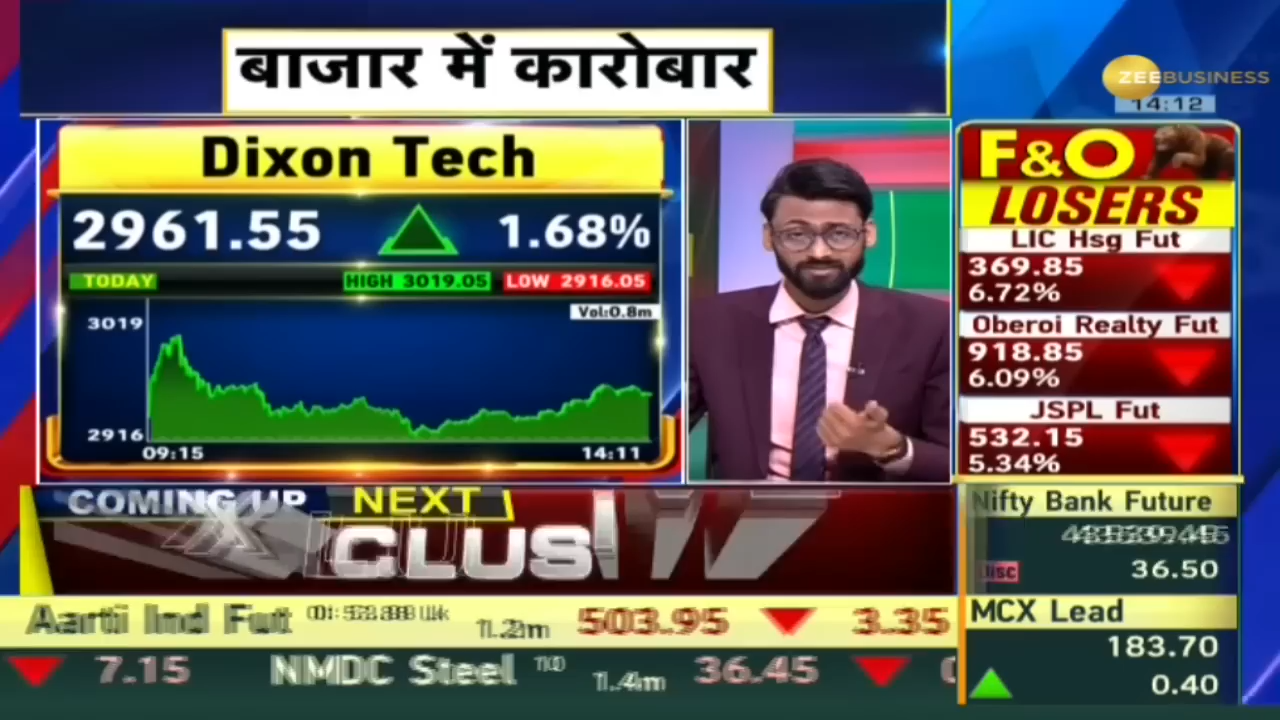 बाजार में कारोबार
ZEEBUSINESS
14:12
Dixon Tech
2961.55 1.68%
TODAY HIGH 3019.05 LOW 2916.05
Vol:0.8m
3019
2916
09:15 14:11
F&O
LOSERS
LIC Hsg Fut
369.85
6.72%
Oberoi Realty Fut
918.85
6.09%
JSPL Fut
532.15
5.34%
COMING UP NEXT
CLUSI
Nifty Bank Future
36.50
MCX Lead
183.70
0.40
Aarti Ind Fut 1.2m 503.95 3.35
7.15 NMDC Steel 1.4m 36.45